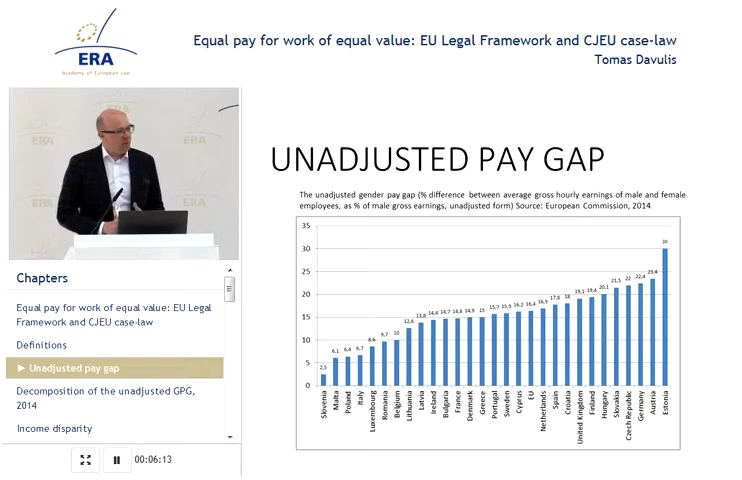 ERA
Academy of European Law
Equal pay for work of equal value: EU Legal Framework and CJEU case-law
Tomas Davulis
ERA
ERA
ERA
Chapters
Equal pay for work of equal value: EU Legal
Framework and CJEU case-law
Definitions
► Unadjusted pay gap
Decomposition of the unadjusted GPG,
2014
Income disparity
00:06:13
UNADJUSTED PAY GAP
The unadjusted gender pay gap (% difference between average gross hourly earnings of male and female
employees, as % of male gross earnings, unadjusted form) Source: European Commission, 2014
35
30
25
20
15
10
5
0
2,5
6,1
6,4
6,7
8,6
9,7
10
12,6
13,8
14,4
14,7
14,8
14,9
15
15,7
15,9
16,2
16,4
16,9
17,8
18
19,1
19,4
20,1
21,5
22
22,4
23,4
30
Slovenia
Malta
Poland
Italy
Luxembourg
Romania
Belgium
Lithuania
Latvia
Ireland
Bulgaria
France
Denmark
Greece
Portugal
Sweden
Cyprus
EU
Netherlands
Spain
Croatia
United Kingdom
Finland
Hungary
Slovakia
Czech Republic
Germany
Austria
Estonia